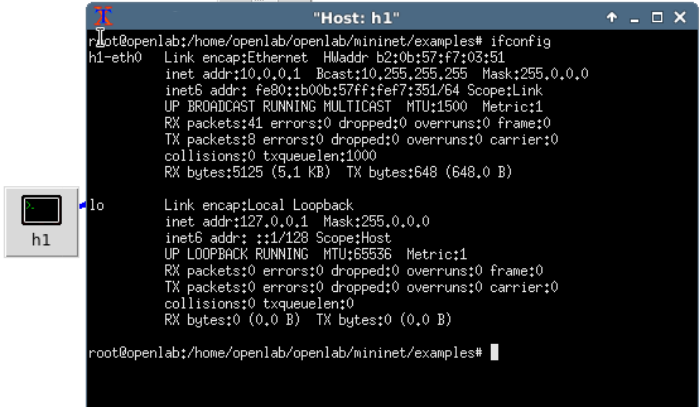 "Host: h1"
root@openlab:/home/openlab/openlab/mininet/examples# ifconfig
h1-eth0   Link encap:Ethernet  HWaddr b2:0b:57:f7:03:51
          inet addr:10.0.0.1  Bcast:10.255.255.255  Mask:255.0.0.0
          inet6 addr: fe80::b00b:57ff:fef7:351/64 Scope:Link
          UP BROADCAST RUNNING MULTICAST  MTU:1500  Metric:1
          RX packets:41 errors:0 dropped:0 overruns:0 frame:0
          TX packets:8 errors:0 dropped:0 overruns:0 carrier:0
          collisions:0 txqueuelen:1000
          RX bytes:5125 (5.1 KB)  TX bytes:648 (648.0 B)
lo        Link encap:Local Loopback
          inet addr:127.0.0.1  Mask:255.0.0.0
          inet6 addr: ::1/128 Scope:Host
          UP LOOPBACK RUNNING  MTU:65536  Metric:1
          RX packets:0 errors:0 dropped:0 overruns:0 frame:0
          TX packets:0 errors:0 dropped:0 overruns:0 carrier:0
          collisions:0 txqueuelen:0
          RX bytes:0 (0.0 B)  TX bytes:0 (0.0 B)
root@openlab:/home/openlab/openlab/mininet/examples#
h1